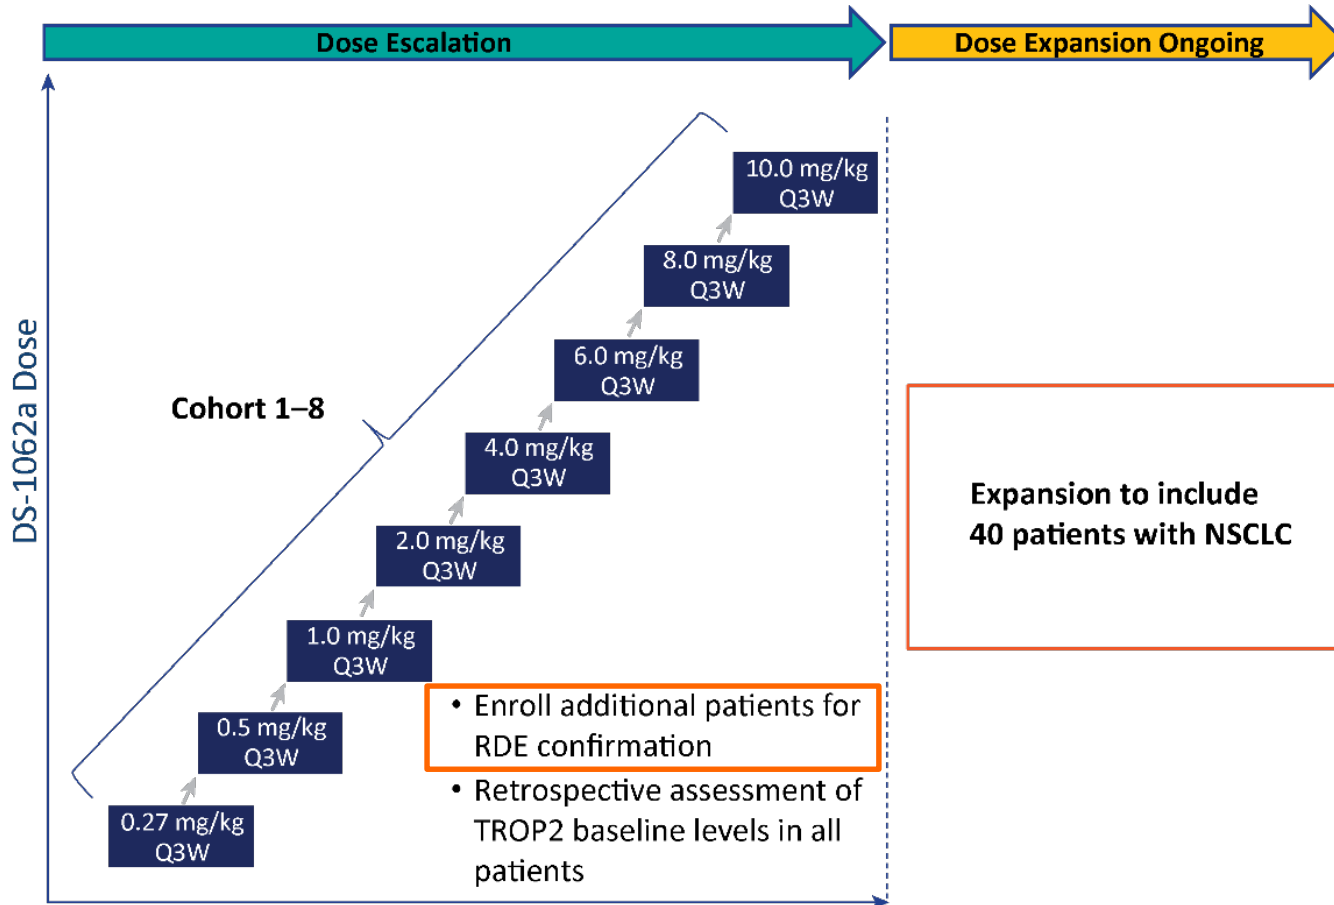 Dose Escalation
Dose Expansion Ongoing
DS-1062a Dose
Cohort 1–8
10.0 mg/kg
Q3W
8.0 mg/kg
Q3W
6.0 mg/kg
Q3W
4.0 mg/kg
Q3W
2.0 mg/kg
Q3W
1.0 mg/kg
Q3W
0.5 mg/kg
Q3W
0.27 mg/kg
Q3W
• Enroll additional patients for
RDE confirmation
• Retrospective assessment of
TROP2 baseline levels in all
patients
Expansion to include
40 patients with NSCLC